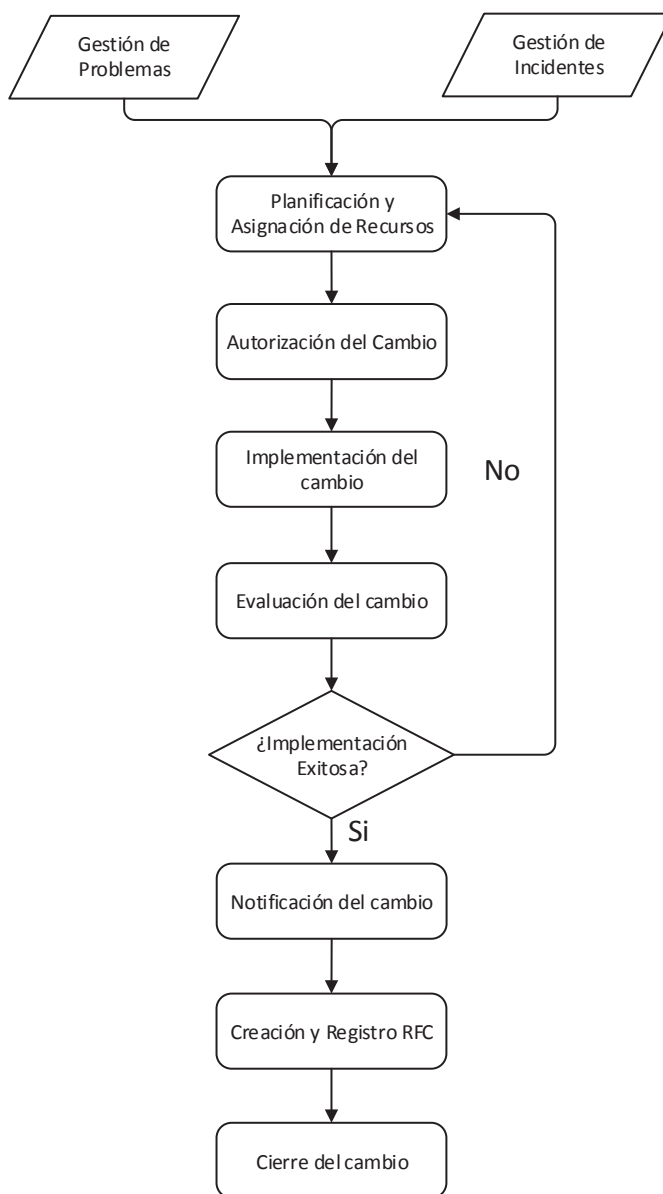 Gestión de
Problemas
Gestión de
Incidentes
Planificación y
Asignación de Recursos
Autorización del Cambio
Implementación del
cambio
No
Evaluación del cambio
¿Implementación
Exitosa?
Si
Notificación del cambio
Creación y Registro RFC
Cierre del cambio